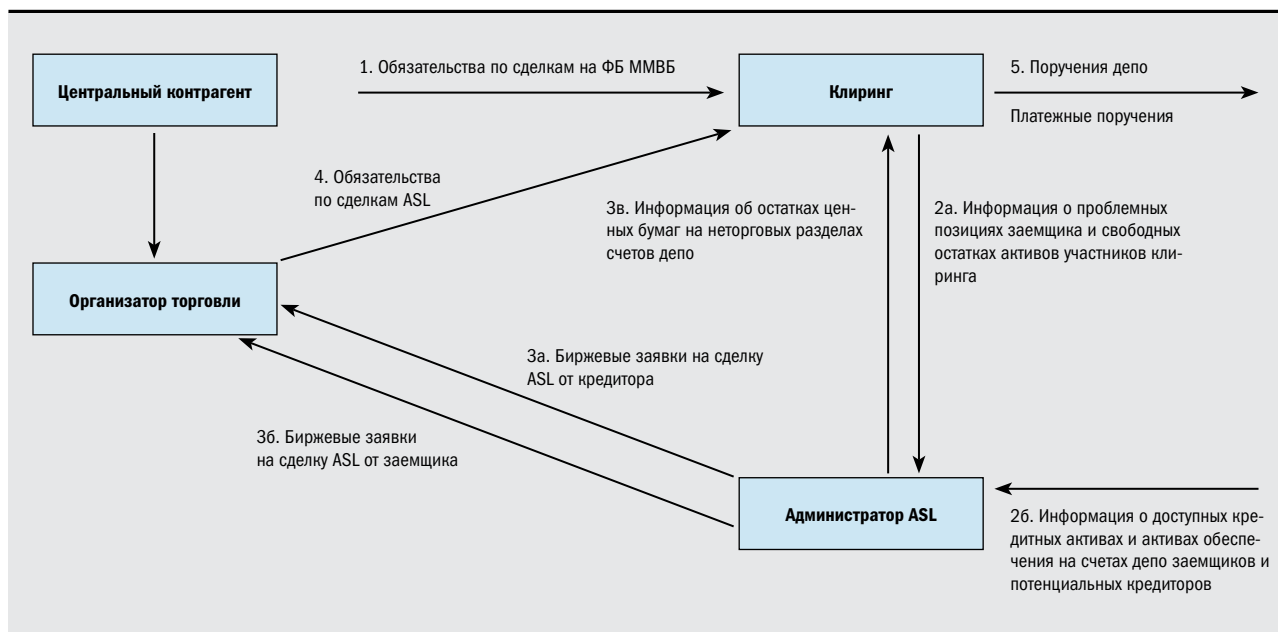 Центральный контрагент
1. Обязательства по сделкам на ФБ ММВБ
Клиринг
5. Поручения депо
Платежные поручения
4. Обязательства
по сделкам ASL
3в. Информация об остатках цен-
ных бумаг на неторговых разделах
счетов депо
2а. Информация о проблемных
позициях заемщика и свободных
остатках активов участников кли-
ринга
Организатор торговли
3а. Биржевые заявки на сделку
ASL от кредитора
3б. Биржевые заявки
на сделку ASL от заемщика
Администратор ASL
2б. Информация о доступных кре-
дитных активах и активах обеспе-
чения на счетах депо заемщиков и
потенциальных кредиторов